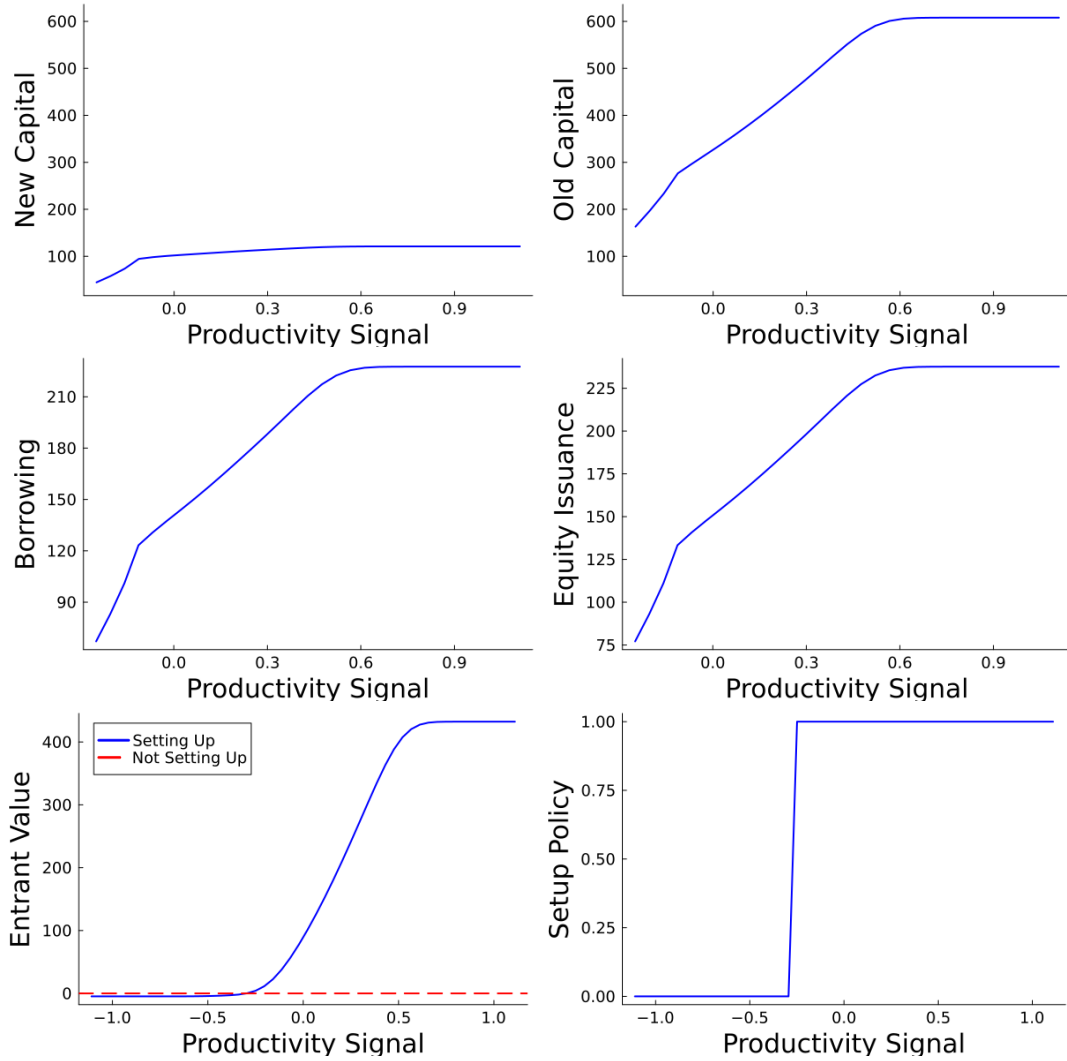 New Capital
600
500
400
300
200
100
0.0 0.3 0.6 0.9
Productivity Signal
Old Capital
600
500
400
300
200
100
0.0 0.3 0.6 0.9
Productivity Signal
Borrowing
210
180
150
120
90
0.0 0.3 0.6 0.9
Productivity Signal
Equity Issuance
225
200
175
150
125
100
75
0.0 0.3 0.6 0.9
Productivity Signal
Entrant Value
400
300
200
100
0
Setting Up
Not Setting Up
−1.0 −0.5 0.0 0.5 1.0
Productivity Signal
Setup Policy
1.00
0.75
0.50
0.25
0.00
−1.0 −0.5 0.0 0.5 1.0
Productivity Signal